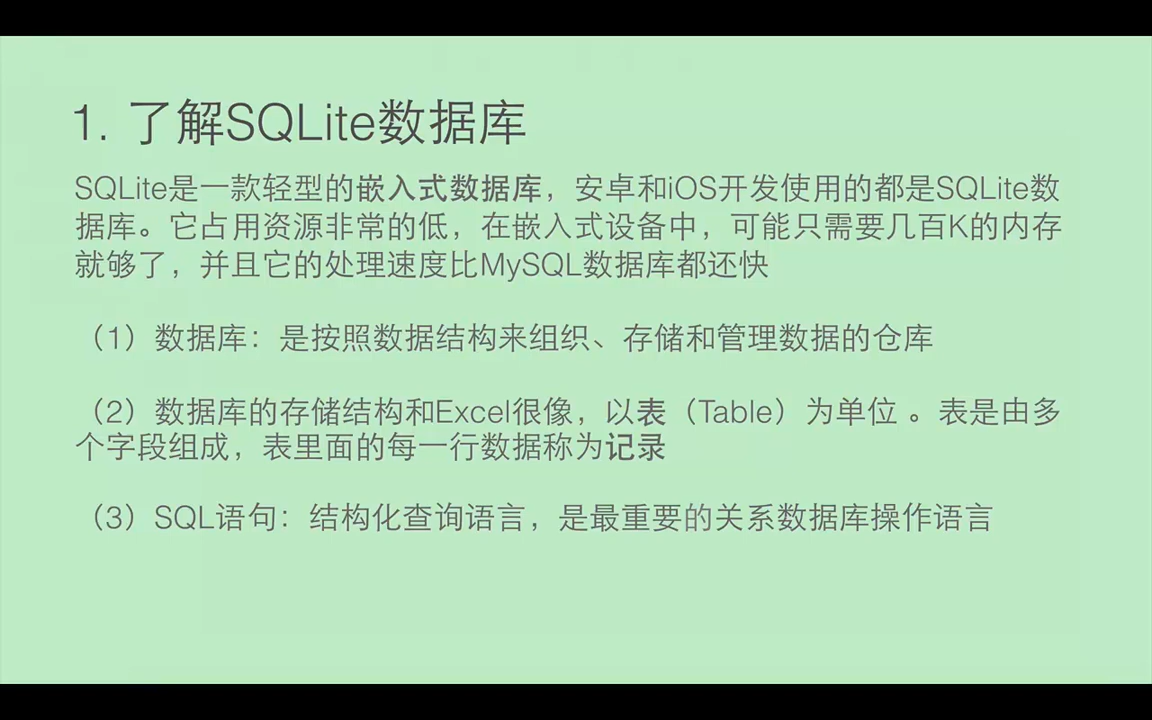 1. 了解SQLite数据库
SQLite是一款轻型的嵌入式数据库，安卓和iOS开发使用的都是SQLite数
据库。它占用资源非常的低，在嵌入式设备中，可能只需要几百K的内存
就够了，并且它的处理速度比MySQL数据库都还快
（1）数据库：是按照数据结构来组织、存储和管理数据的仓库
（2）数据库的存储结构和Excel很像，以表（Table）为单位 。表是由多
个字段组成，表里面的每一行数据称为记录
（3）SQL语句：结构化查询语言，是最重要的关系数据库操作语言